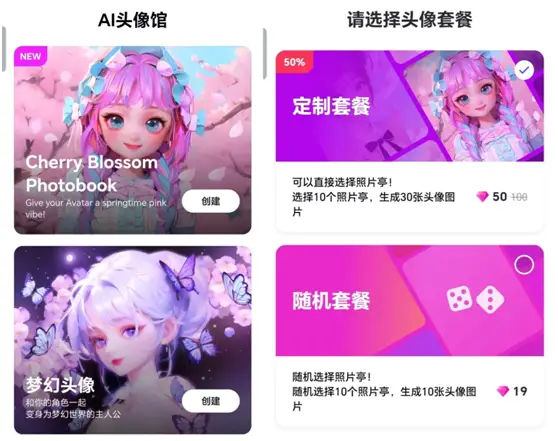 AI头像馆
NEW
Cherry Blossom
Photobook
Give your Avatar a springtime pink
vibe!
创建
梦幻头像
和你的角色一起
变身为梦幻世界的主人公
创建
请选择头像套餐
50%
定制套餐
可以直接选择照片亭！
选择10个照片亭，生成30张头像图
片
50 100
随机套餐
随机选择照片亭！
随机选择10个照片亭，生成10张头像图
片
19